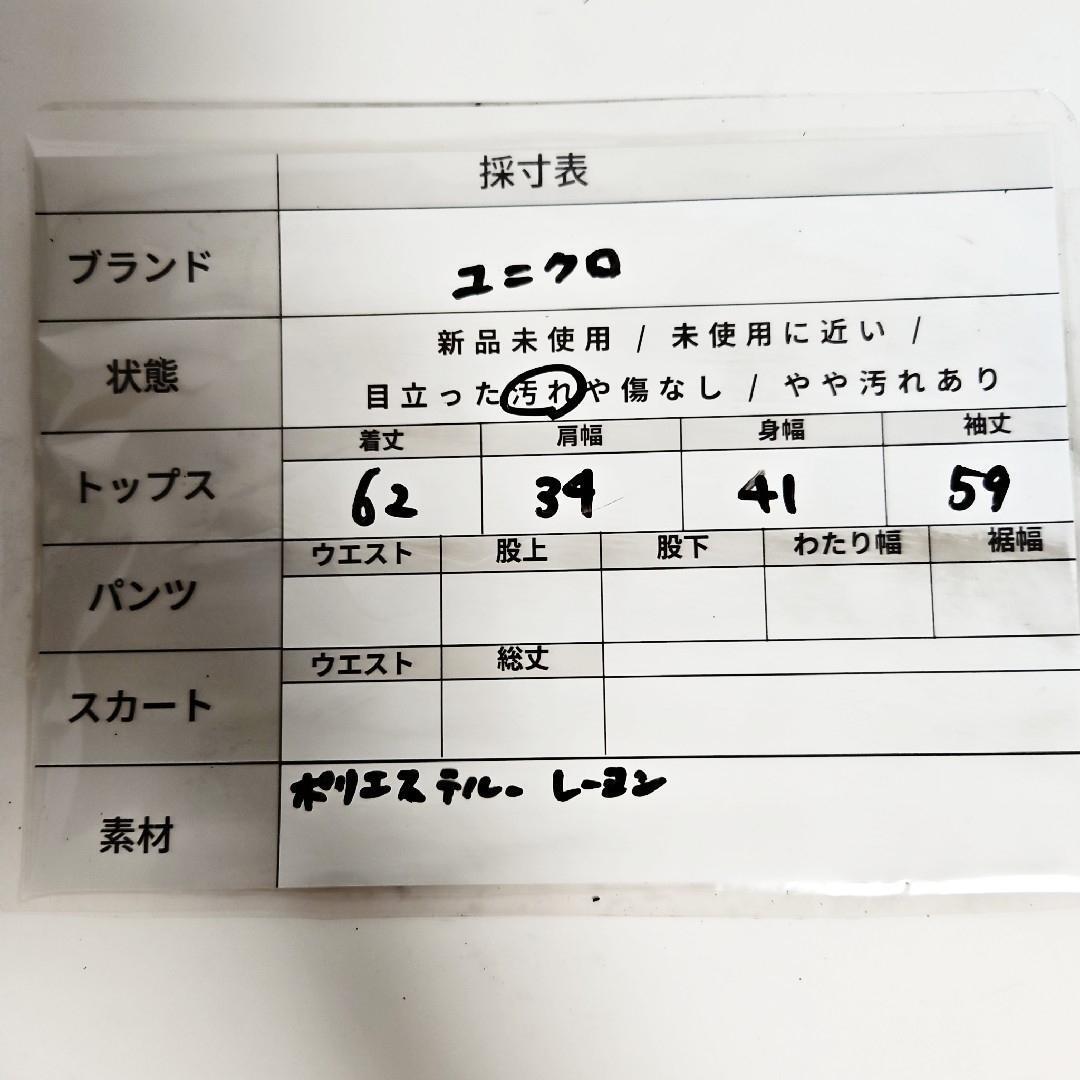 採寸表
ブランド
ユニクロ
状態
新品未使用 / 未使用に近い /
目立った汚れや傷なし / やや汚れあり
トップス
着丈 肩幅 身幅 袖丈
62 34 41 59
パンツ
ウエスト 股上 股下 わたり幅 裾幅
スカート
ウエスト 総丈
素材
ポリエステル。 レーヨン